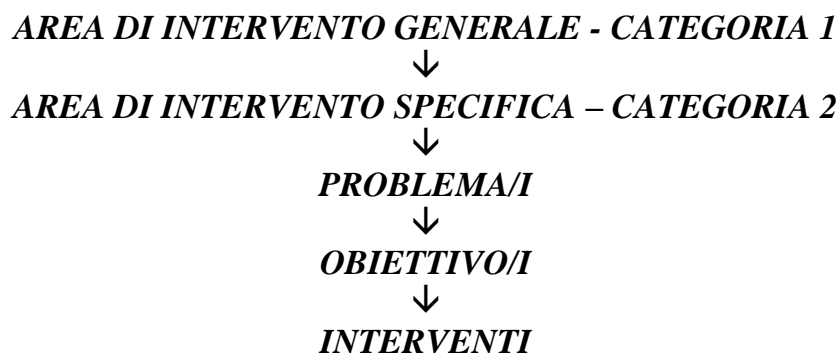 AREA DI INTERVENTO GENERALE - CATEGORIA 1
↓
AREA DI INTERVENTO SPECIFICA – CATEGORIA 2
↓
PROBLEMA/I
↓
OBIETTIVO/I
↓
INTERVENTI